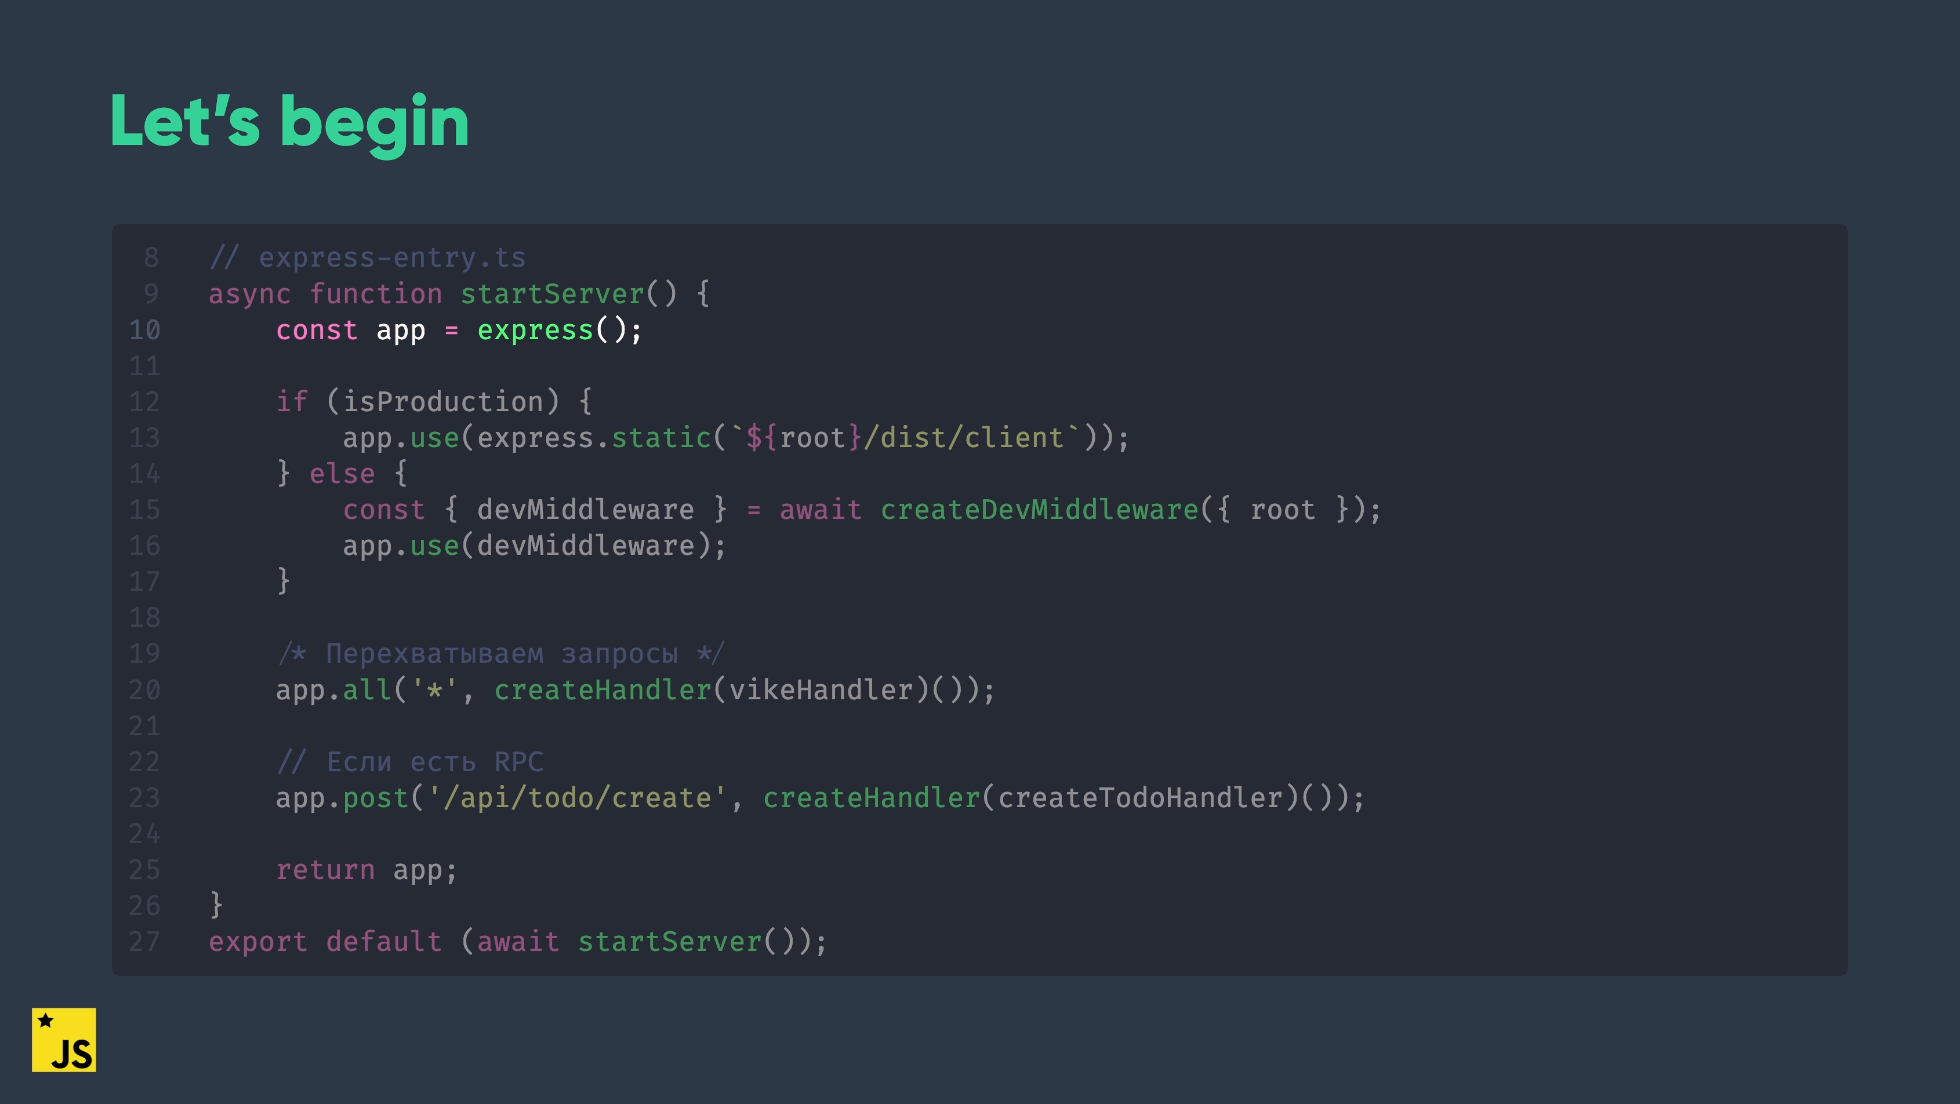 Let's begin
8 // express-entry.ts
9 async function startServer() {
10     const app = express();
11
12     if (isProduction) {
13         app.use(express.static(`${root}/dist/client`));
14     } else {
15         const { devMiddleware } = await createDevMiddleware({ root });
16         app.use(devMiddleware);
17     }
18
19     /* Перехватываем запросы */
20     app.all('*', createHandler(vikeHandler)());
21
22     // Если есть RPC
23     app.post('/api/todo/create', createHandler(createTodoHandler)());
24
25     return app;
26 }
27 export default (await startServer());
JS